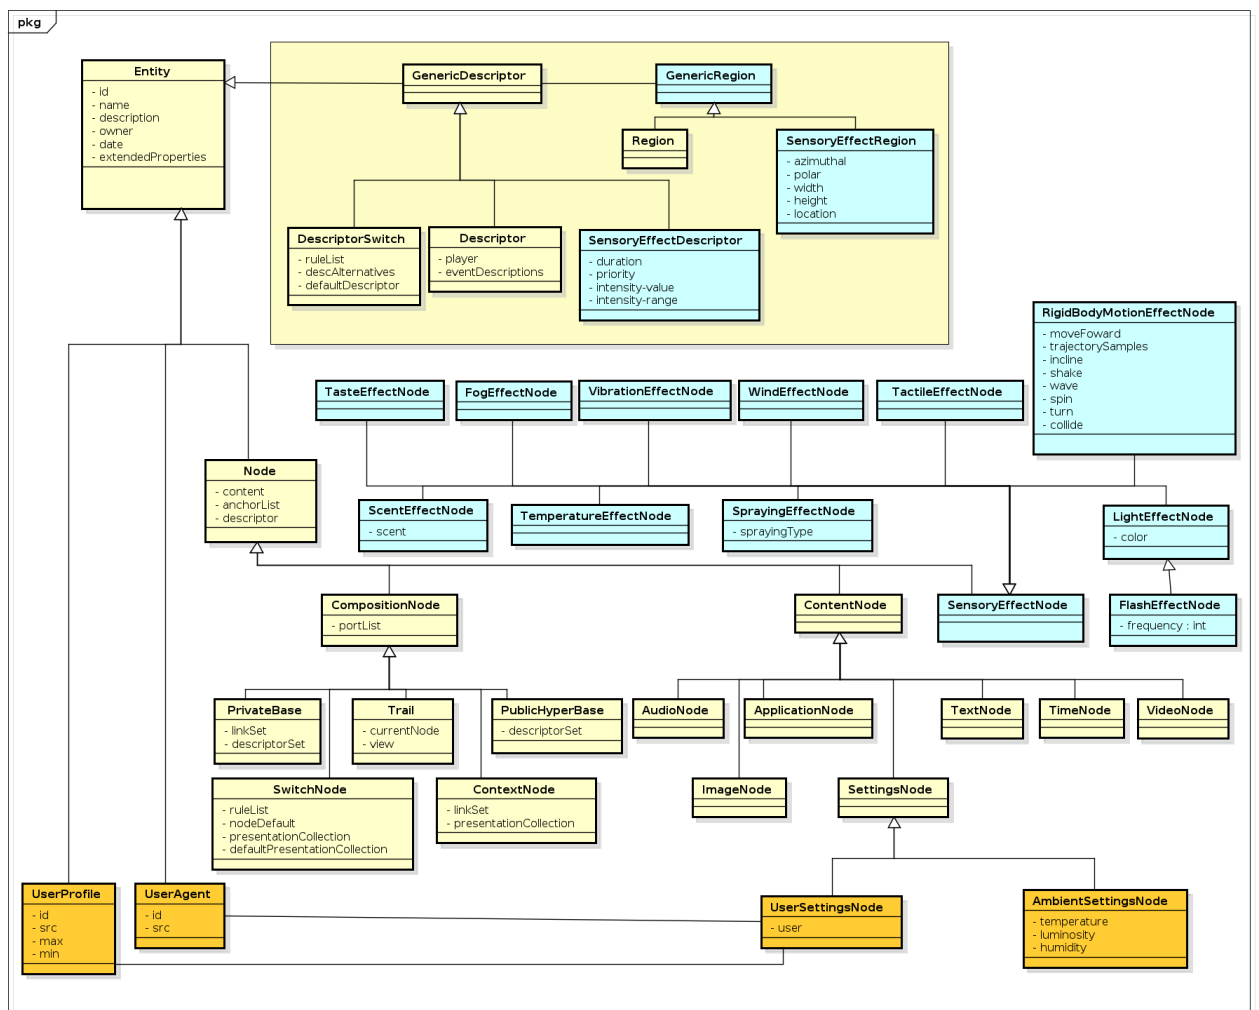 pkg
Entity
- id
- name
- description
- owner
- date
- extendedProperties
GenericDescriptor
GenericRegion
Region
SensoryEffectRegion
- azimuthal
- polar
- width
- height
- location
DescriptorSwitch
- ruleList
- descAlternatives
- defaultDescriptor
Descriptor
- player
- eventDescriptions
SensoryEffectDescriptor
- duration
- priority
- intensity-value
- intensity-range
RigidBodyMotionEffectNode
- moveFoward
- trajectorySamples
- incline
- shake
- wave
- spin
- turn
- collide
TasteEffectNode
FogEffectNode
VibrationEffectNode
WindEffectNode
TactileEffectNode
Node
- content
- anchorList
- descriptor
ScentEffectNode
- scent
TemperatureEffectNode
SprayingEffectNode
- sprayingType
LightEffectNode
- color
CompositionNode
- portList
ContentNode
SensoryEffectNode
FlashEffectNode
- frequency : int
PrivateBase
- linkSet
- descriptorSet
Trail
- currentNode
- view
PublicHyperBase
- descriptorSet
AudioNode
ApplicationNode
TextNode
TimeNode
VideoNode
SwitchNode
- ruleList
- nodeDefault
- presentationCollection
- defaultPresentationCollection
ContextNode
- linkSet
- presentationCollection
ImageNode
SettingsNode
UserProfile
- id
- src
- max
- min
UserAgent
- id
- src
UserSettingsNode
- user
AmbientSettingsNode
- temperature
- luminosity
- humidity